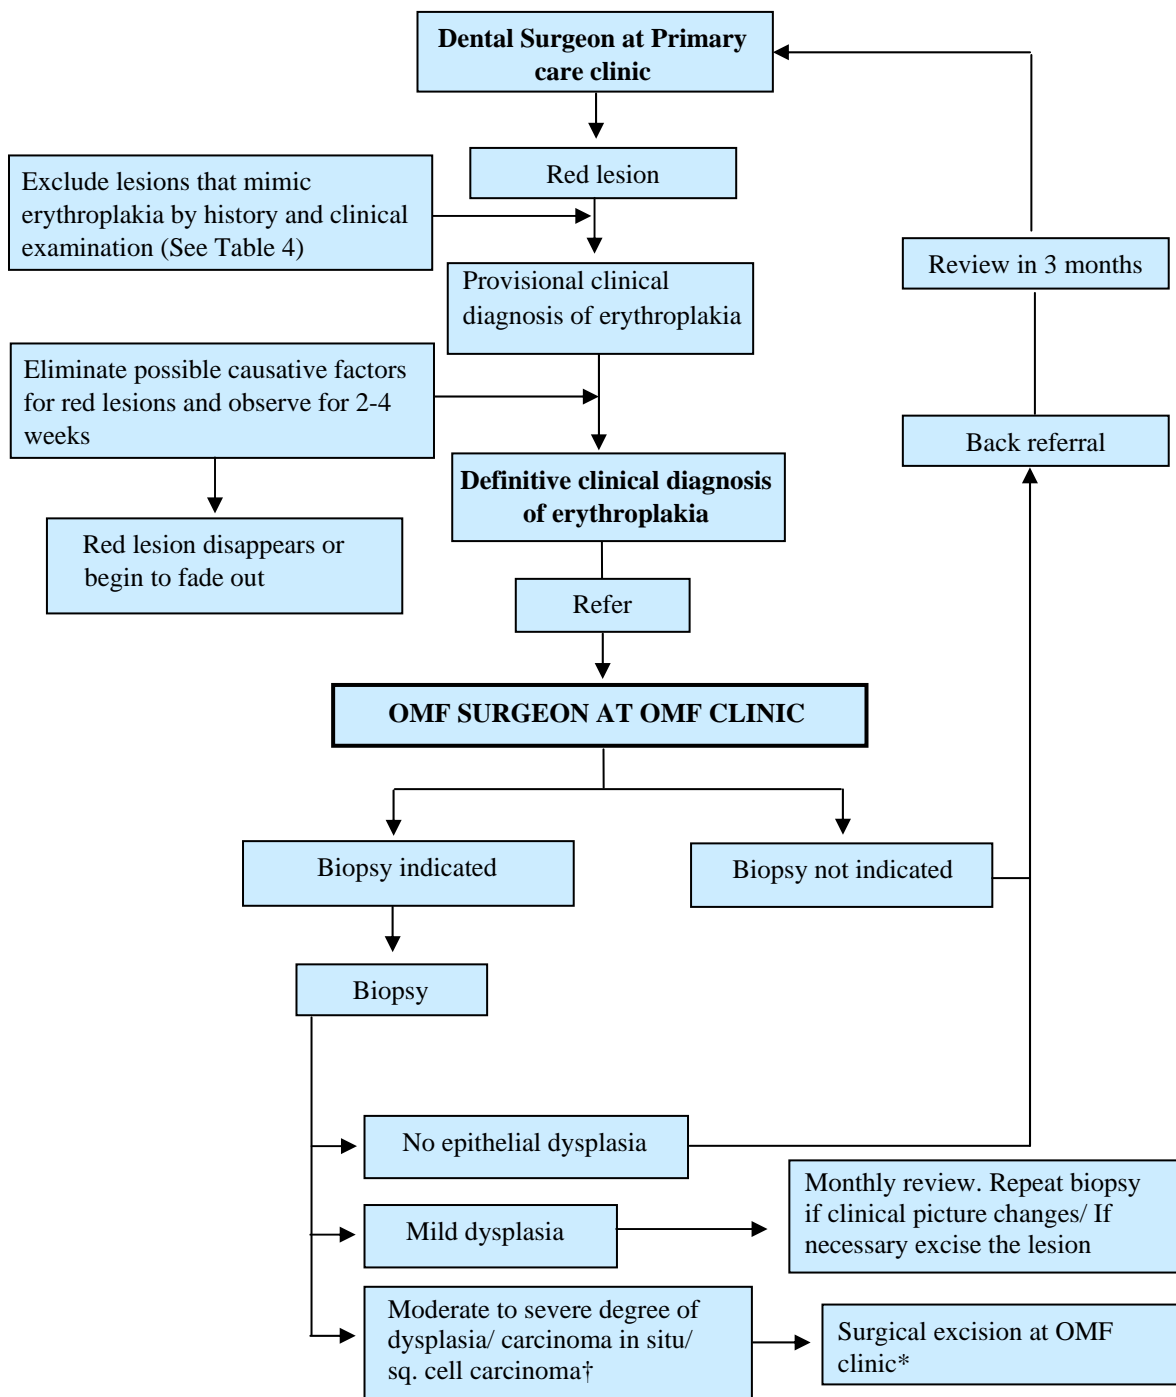 Dental Surgeon at Primary
care clinic
Red lesion
Exclude lesions that mimic
erythroplakia by history and clinical
examination (See Table 4)
Review in 3 months
Provisional clinical
diagnosis of erythroplakia
Eliminate possible causative factors
for red lesions and observe for 2-4
weeks
Back referral
Definitive clinical diagnosis
of erythroplakia
Red lesion disappears or
begin to fade out
Refer
OMF SURGEON AT OMF CLINIC
Biopsy indicated
Biopsy not indicated
Biopsy
No epithelial dysplasia
Monthly review. Repeat biopsy
if clinical picture changes/ If
necessary excise the lesion
Mild dysplasia
Moderate to severe degree of
dysplasia/ carcinoma in situ/
sq. cell carcinoma†
Surgical excision at OMF
clinic*